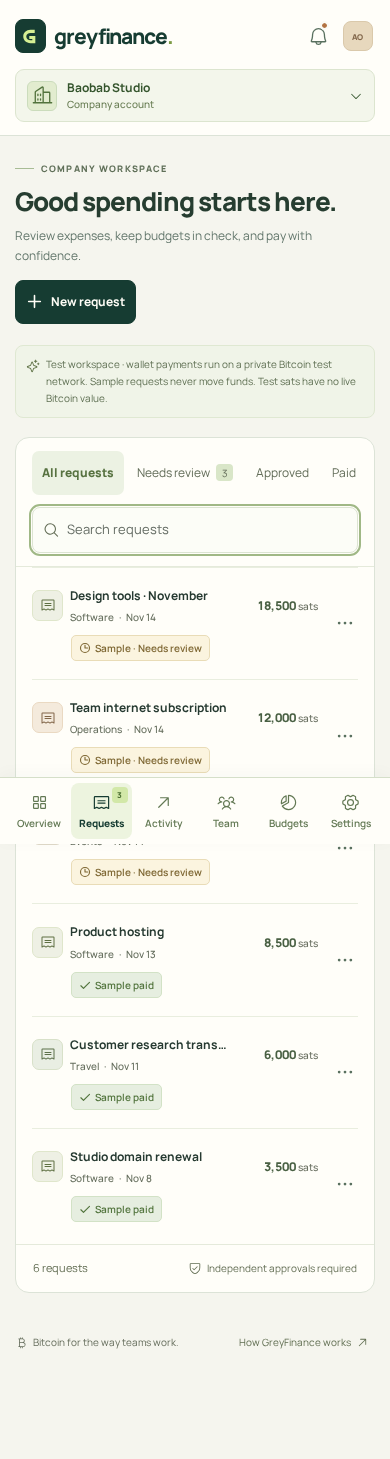 G greyfinance.
AO
Baobab Studio
Company account
COMPANY WORKSPACE
Good spending starts here.
Review expenses, keep budgets in check, and pay with
confidence.
New request
Test workspace · wallet payments run on a private Bitcoin test
network. Sample requests never move funds. Test sats have no live
Bitcoin value.
All requests Needs review 3 Approved Paid
Search requests
Design tools · November 18,500 sats
Software · Nov 14
Sample · Needs review
Team internet subscription 12,000 sats
Operations · Nov 14
Sample · Needs review
3
Overview Requests Activity Team Budgets Settings
Sample · Needs review
Product hosting 8,500 sats
Software · Nov 13
Sample paid
Customer research trans... 6,000 sats
Travel · Nov 11
Sample paid
Studio domain renewal 3,500 sats
Software · Nov 8
Sample paid
6 requests Independent approvals required
Bitcoin for the way teams work. How GreyFinance works